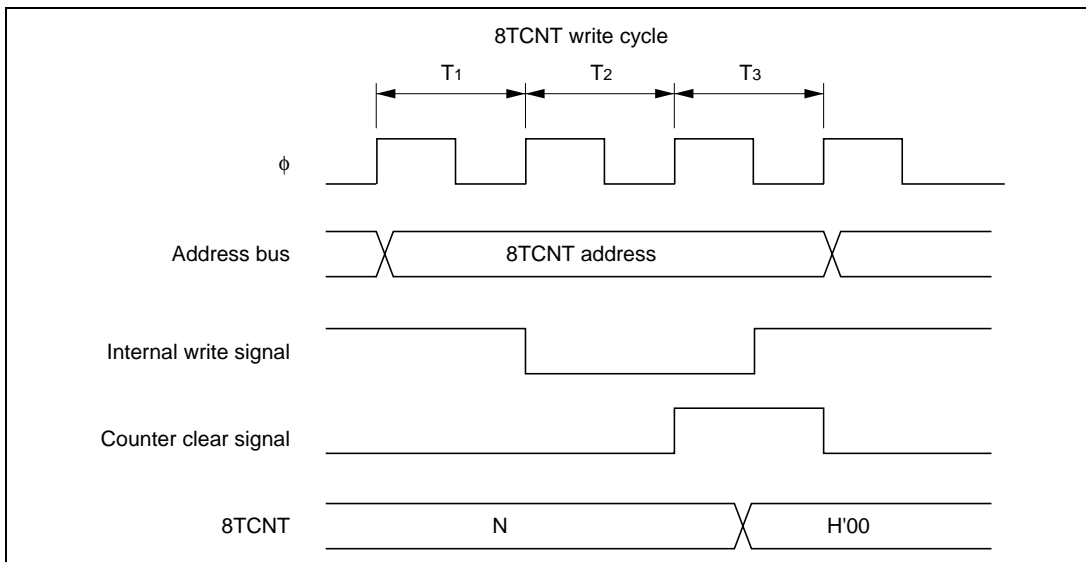 8TCNT write cycle
T1 T2 T3
ϕ
Address bus 8TCNT address
Internal write signal
Counter clear signal
8TCNT N H'00